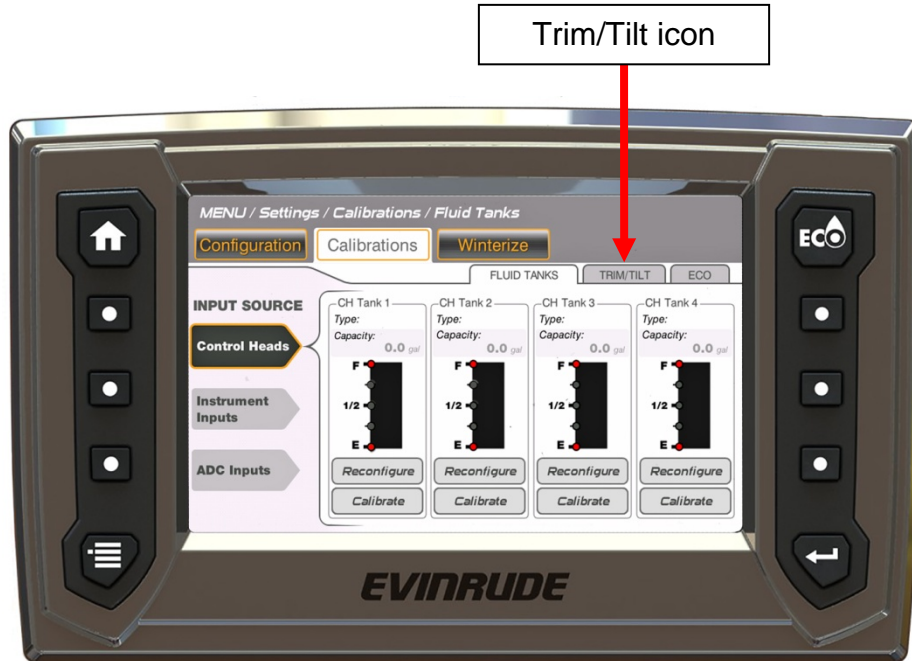 Trim/Tilt icon
MENU / Settings / Calibrations / Fluid Tanks
Configuration Calibrations Winterize
ECO
FLUID TANKS TRIM/TILT ECO
INPUT SOURCE
Control Heads
Instrument
Inputs
ADC Inputs
CH Tank 1
Type:
Capacity:
0.0 gal
F
1/2
E
Reconfigure
Calibrate
CH Tank 2
Type:
Capacity:
0.0 gal
F
1/2
E
Reconfigure
Calibrate
CH Tank 3
Type:
Capacity:
0.0 gal
F
1/2
E
Reconfigure
Calibrate
CH Tank 4
Type:
Capacity:
0.0 gal
F
1/2
E
Reconfigure
Calibrate
EVINRUDE